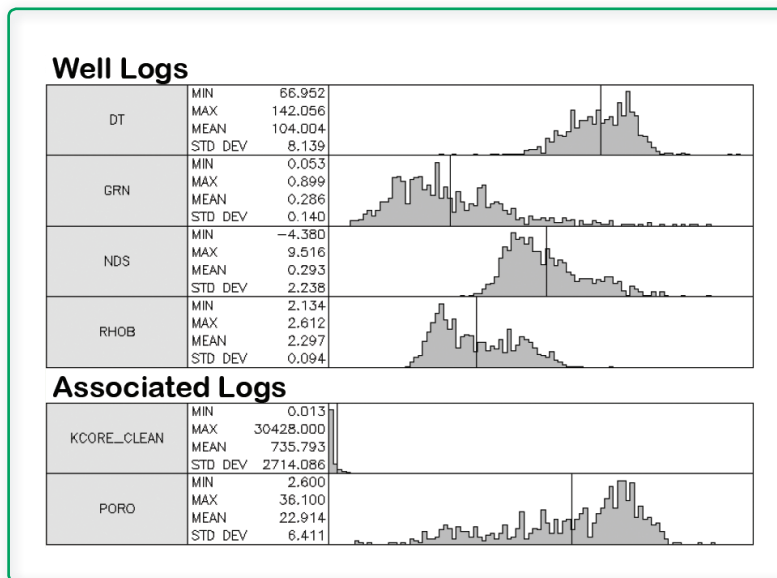 Well Logs
DT
MIN 66.952
MAX 142.056
MEAN 104.004
STD DEV 8.139
GRN
MIN 0.053
MAX 0.899
MEAN 0.286
STD DEV 0.140
NDS
MIN −4.380
MAX 9.516
MEAN 0.293
STD DEV 2.238
RHOB
MIN 2.134
MAX 2.612
MEAN 2.297
STD DEV 0.094
Associated Logs
KCORE_CLEAN
MIN 0.013
MAX 30428.000
MEAN 735.793
STD DEV 2714.086
PORO
MIN 2.600
MAX 36.100
MEAN 22.914
STD DEV 6.411